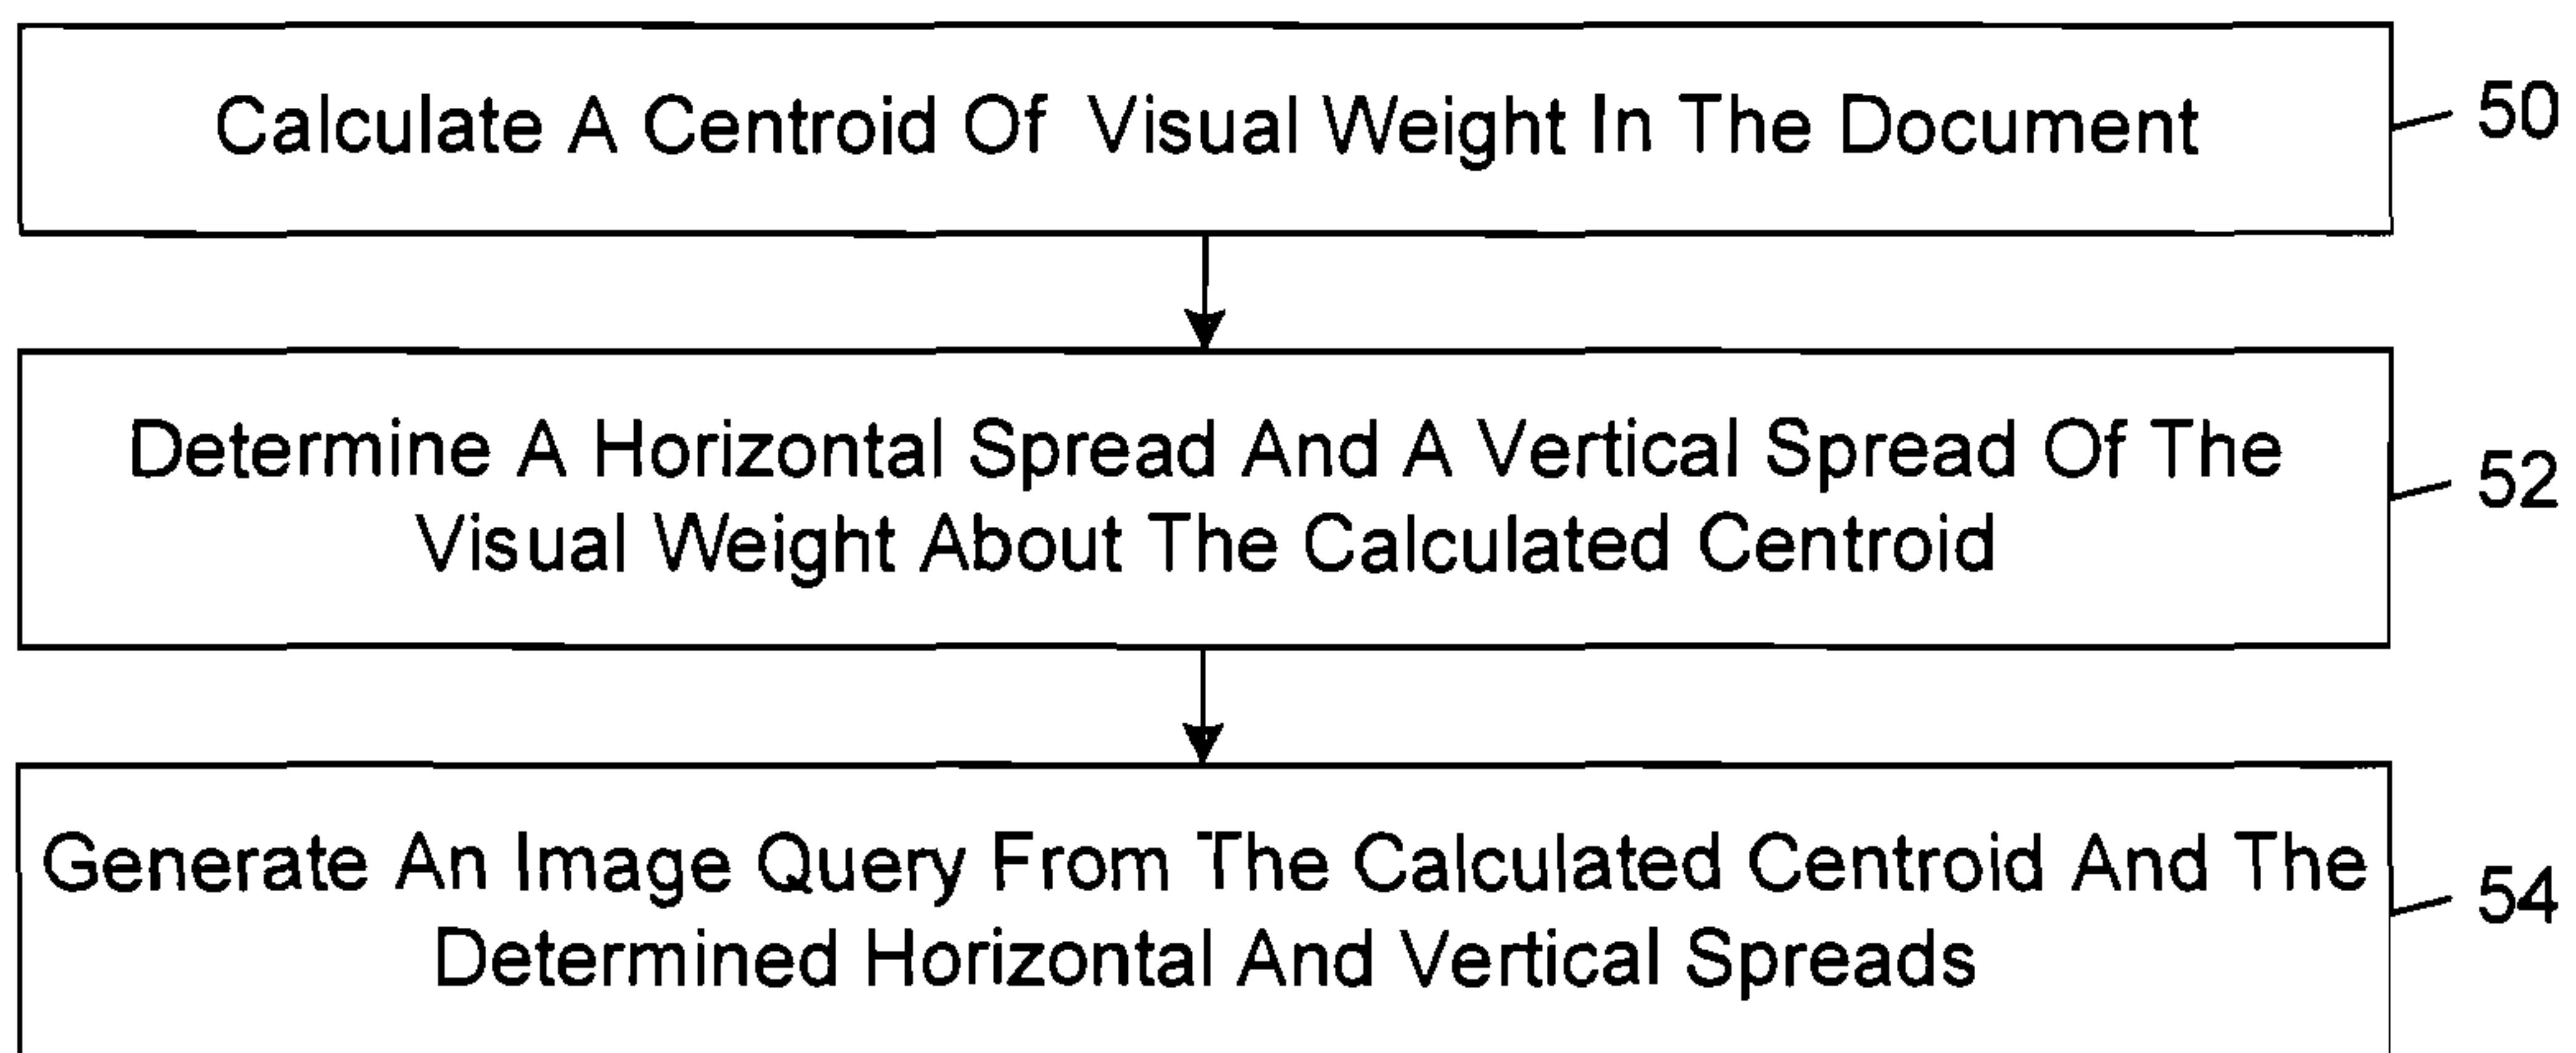 Calculate A Centroid Of Visual Weight In The Document
50
Determine A Horizontal Spread And A Vertical Spread Of The
Visual Weight About The Calculated Centroid
52
Generate An Image Query From The Calculated Centroid And The
Determined Horizontal And Vertical Spreads
54